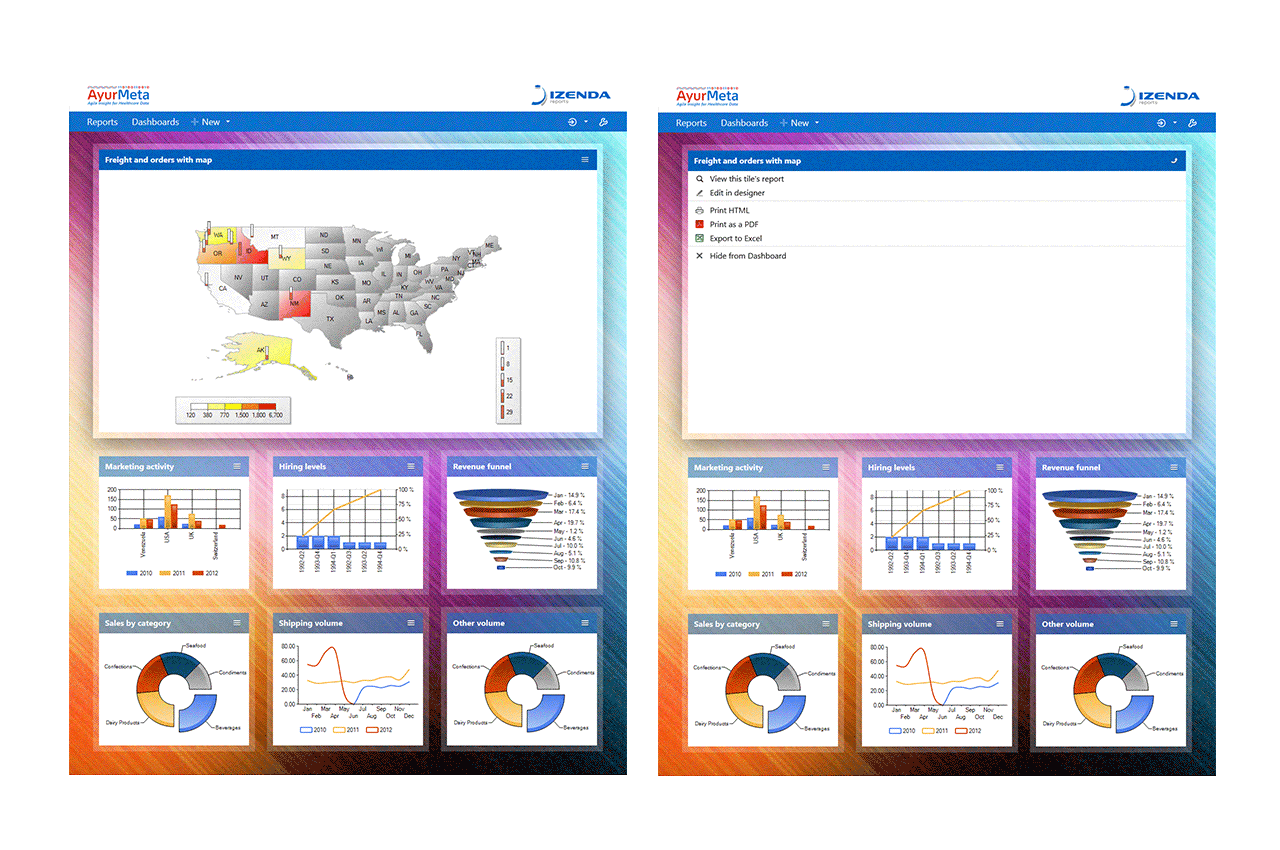 AyurMeta
Agile Insight for Healthcare Data
IZENDA
reports
Reports Dashboards New
Freight and orders with map
WA
MT
ND
MN
OR
ID
WY
SD
WI
MI
NY
ME
VT
NH
MA
CT
NV
UT
CO
NE
IA
IL
IN
OH
PA
NJ
MD
CA
KS
MO
KY
WV
VA
AZ
NM
OK
AR
TN
NC
TX
LA
MS
AL
GA
SC
FL
AK
HI
1
8
15
22
29
120 380 770 1,500 1,800 6,700
Marketing activity
200
150
100
50
0
Venezuela
USA
UK
Switzerland
2010 2011 2012
Hiring levels
8
6
4
2
0
100 %
75 %
50 %
25 %
0 %
1992-Q2
1993-Q4
1994-Q1
1992-Q3
1993-Q3
1994-Q4
Revenue funnel
Jan - 14.9 %
Feb - 6.4 %
Mar - 17.4 %
Apr - 19.7 %
May - 1.2 %
Jun - 4.6 %
Jul - 10.0 %
Aug - 5.1 %
Sep - 10.8 %
Oct - 9.9 %
Sales by category
Seafood
Confections
Condiments
Dairy Products
Beverages
Shipping volume
80.00
60.00
40.00
20.00
0.00
Jan Mar May Jul Sep Nov
Feb Apr Jun Aug Oct Dec
2010 2011 2012
Other volume
Seafood
Confections
Condiments
Dairy Products
Beverages
AyurMeta
Agile Insight for Healthcare Data
IZENDA
reports
Reports Dashboards New
Freight and orders with map
View this tile's report
Edit in designer
Print HTML
Print as a PDF
Export to Excel
Hide from Dashboard
Marketing activity
200
150
100
50
0
Venezuela
USA
UK
Switzerland
2010 2011 2012
Hiring levels
8
6
4
2
0
100 %
75 %
50 %
25 %
0 %
1992-Q2
1993-Q4
1994-Q1
1992-Q3
1993-Q3
1994-Q4
Revenue funnel
Jan - 14.9 %
Feb - 6.4 %
Mar - 17.4 %
Apr - 19.7 %
May - 1.2 %
Jun - 4.6 %
Jul - 10.0 %
Aug - 5.1 %
Sep - 10.8 %
Oct - 9.9 %
Sales by category
Seafood
Confections
Condiments
Dairy Products
Beverages
Shipping volume
80.00
60.00
40.00
20.00
0.00
Jan Mar May Jul Sep Nov
Feb Apr Jun Aug Oct Dec
2010 2011 2012
Other volume
Seafood
Confections
Condiments
Dairy Products
Beverages